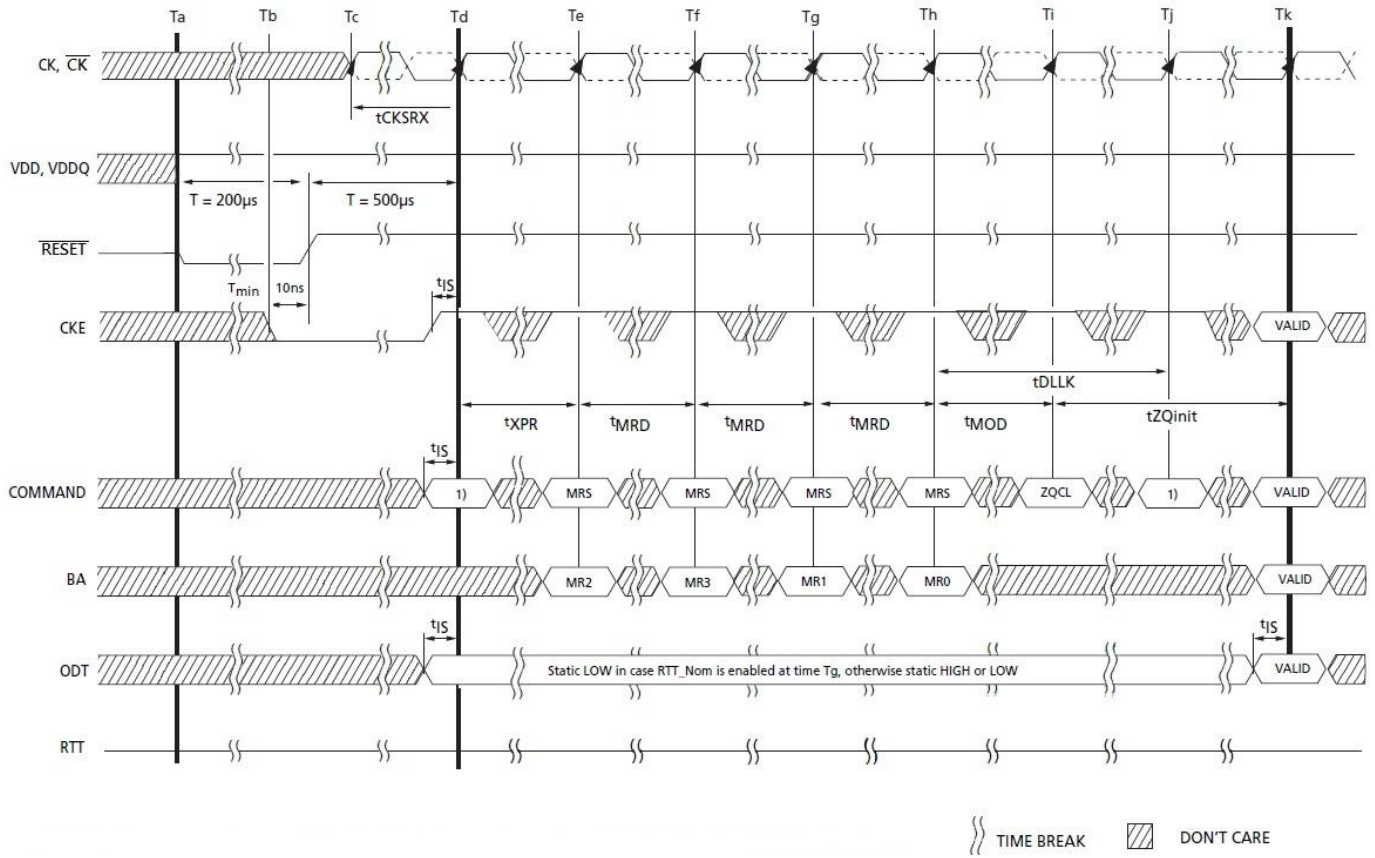 Ta Tb Tc Td Te Tf Tg Th Ti Tj Tk
CK, CK
tCKSRX
VDD, VDDQ
T = 200µs T = 500µs
RESET
Tmin 10ns tIS
CKE VALID
tDLLK
tXPR tMRD tMRD tMRD tMOD tZQinit
tIS
COMMAND 1) MRS MRS MRS MRS ZQCL 1) VALID
BA MR2 MR3 MR1 MR0 VALID
tIS tIS
ODT Static LOW in case RTT_Nom is enabled at time Tg, otherwise static HIGH or LOW VALID
RTT
TIME BREAK DON'T CARE